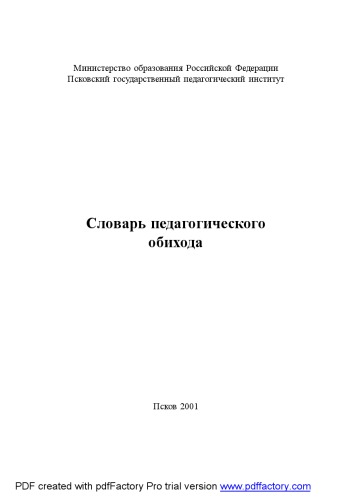 Министерство образования Российской Федерации
Псковский государственный педагогический институт
Словарь педагогического
обихода
Псков 2001
PDF created with pdfFactory Pro trial version www.pdffactory.com